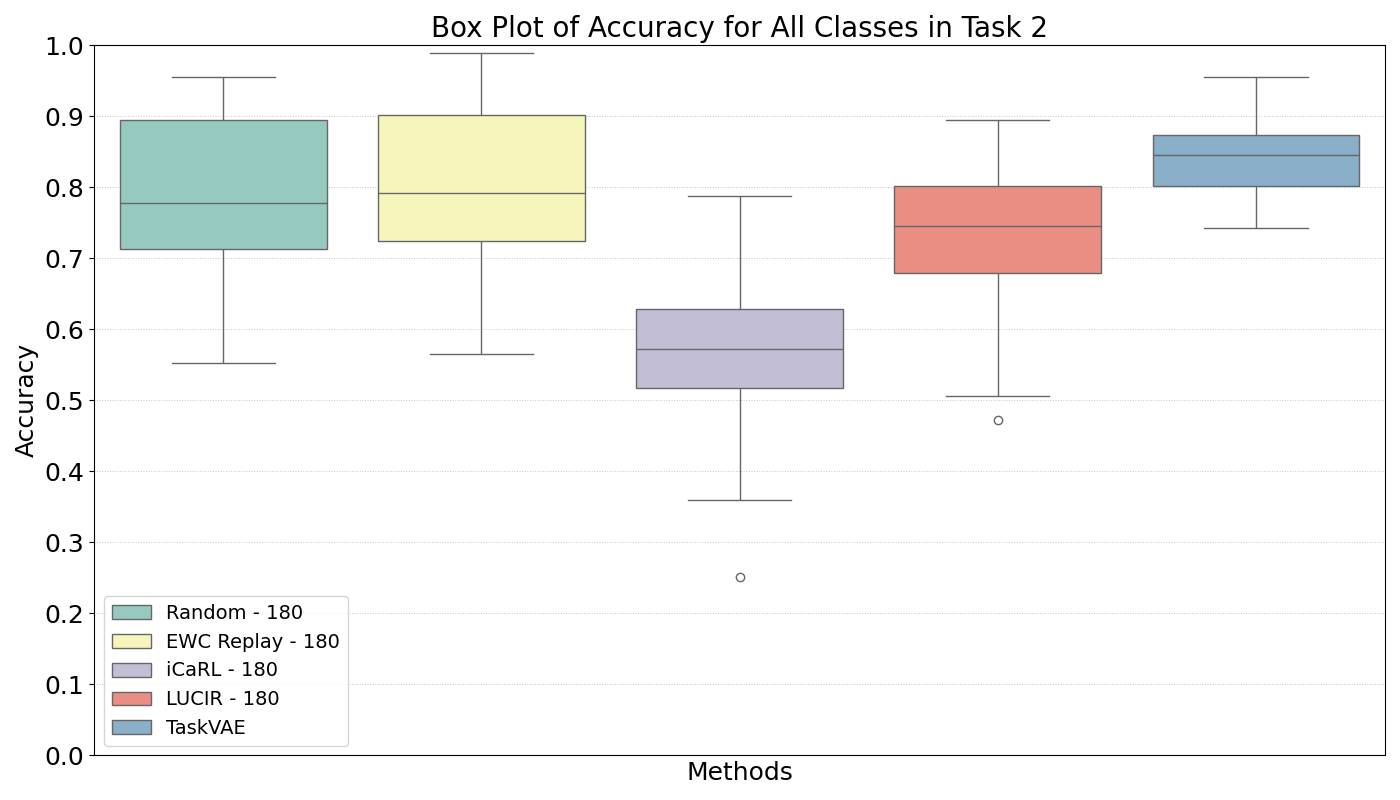 Box Plot of Accuracy for All Classes in Task 2
1.0
0.9
0.8
0.7
0.6
0.5
0.4
0.3
0.2
0.1
0.0
Accuracy
Random - 180
EWC Replay - 180
iCaRL - 180
LUCIR - 180
TaskVAE
Methods